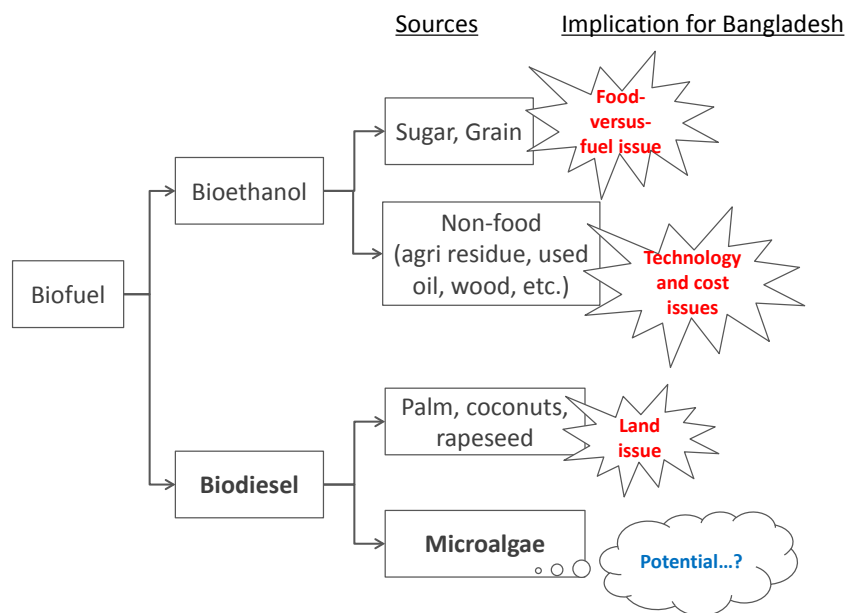 Sources
Implication for Bangladesh
Sugar, Grain
Food-
versus-
fuel issue
Bioethanol
Non-food
(agri residue, used
oil, wood, etc.)
Technology
and cost
issues
Biofuel
Palm, coconuts,
rapeseed
Land
issue
Biodiesel
Microalgae
Potential...?